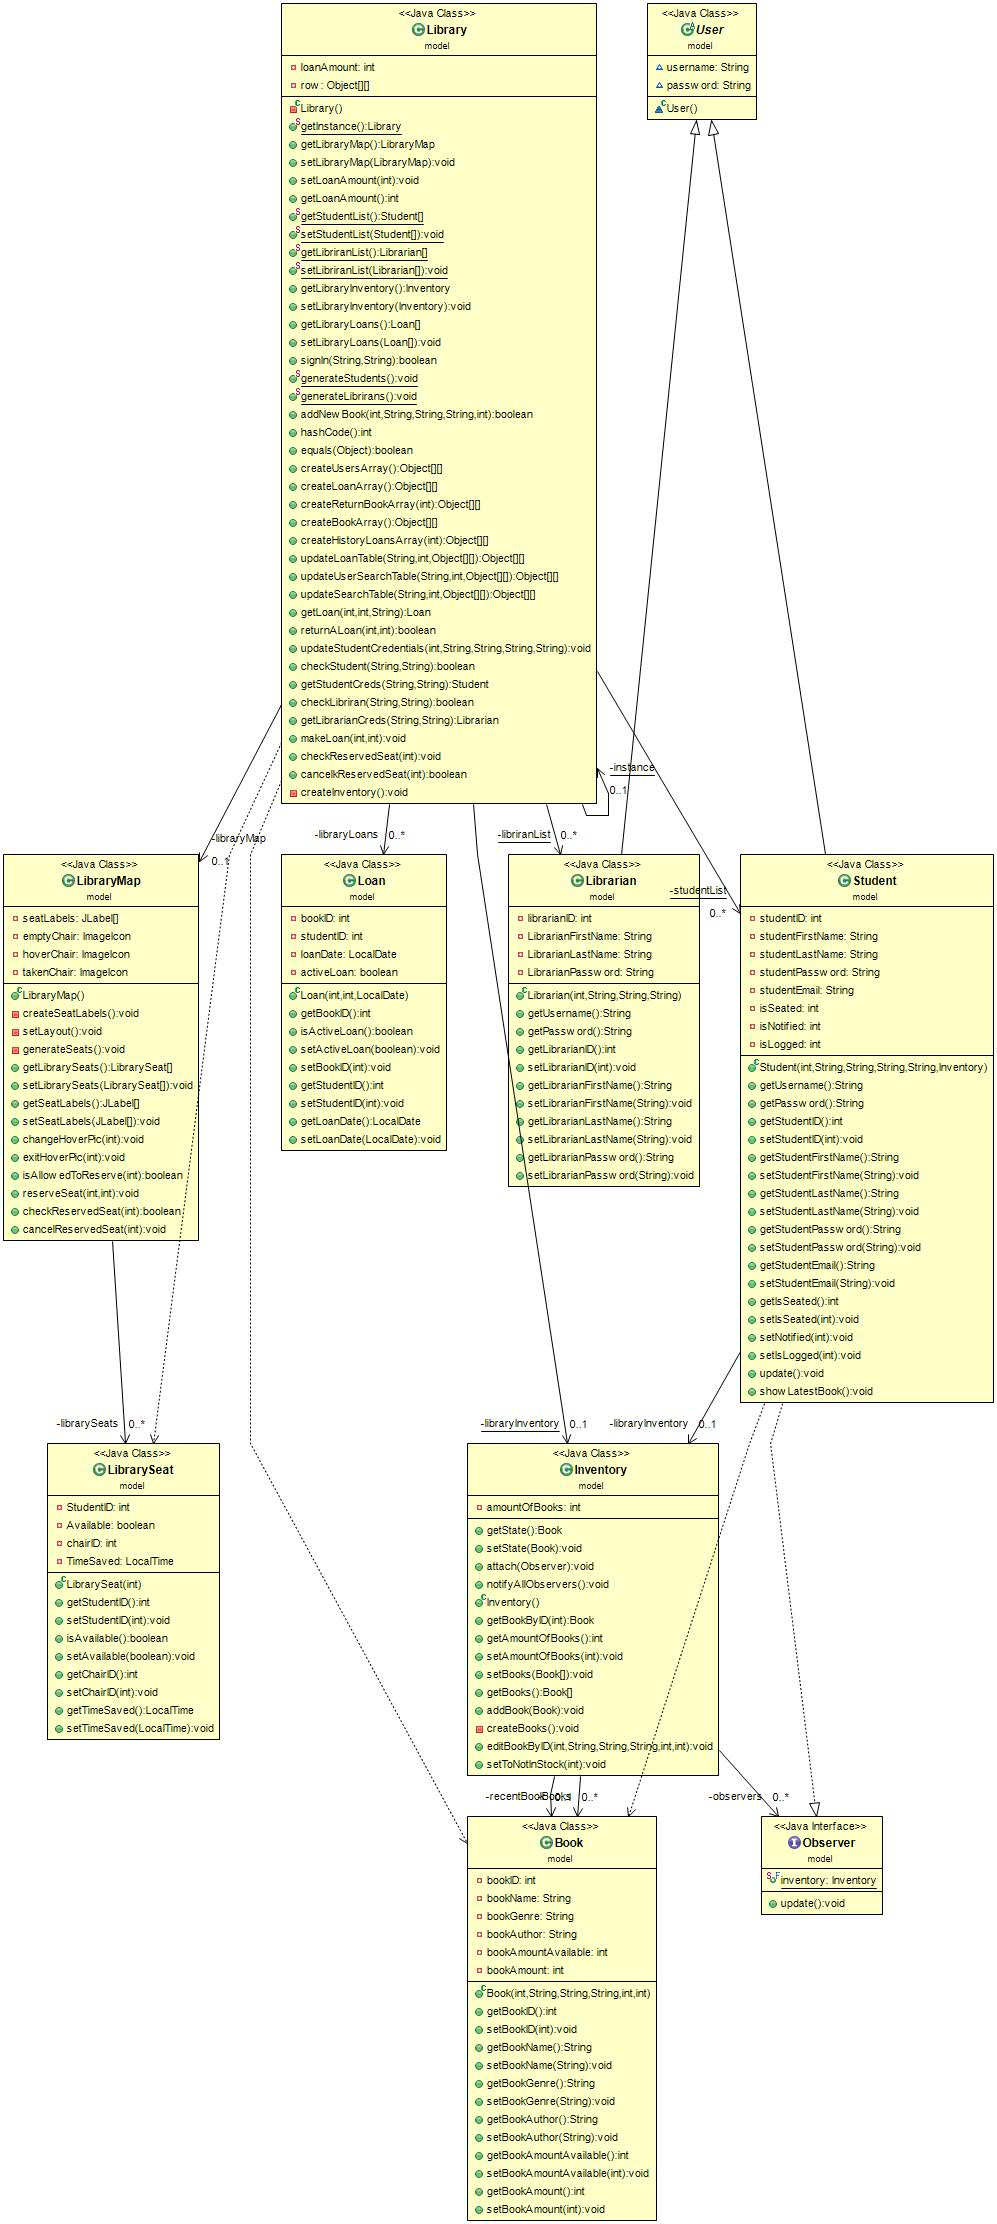 <<Java Class>>
Library
model
loanAmount: int
row: Object[][]
Library()
getInstance():Library
getLibraryMap():LibraryMap
setLibraryMap(LibraryMap):void
setLoanAmount(int):void
getLoanAmount():int
getStudentList():Student[]
setStudentList(Student[]):void
getLibriranList():Librarian[]
setLibriranList(Librarian[]):void
getLibraryInventory():Inventory
setLibraryInventory(Inventory):void
getLibraryLoans():Loan[]
setLibraryLoans(Loan[]):void
signIn(String,String):boolean
generateStudents():void
generateLibrirans():void
addNewBook(int,String,String,String,int):boolean
hashCode():int
equals(Object):boolean
createUsersArray():Object[][]
createLoanArray():Object[][]
createReturnBookArray(int):Object[][]
createBookArray():Object[][]
createHistoryLoansArray(int):Object[][]
updateLoanTable(String,int,Object[][]):Object[][]
updateUserSearchTable(String,int,Object[][]):Object[][]
updateSearchTable(String,int,Object[][]):Object[][]
getLoan(int,int,String):Loan
returnALoan(int,int):boolean
updateStudentCredentials(int,String,String,String,String):void
checkStudent(String,String):boolean
getStudentCreds(String,String):Student
checkLibriran(String,String):boolean
getLibrarianCreds(String,String):Librarian
makeLoan(int,int):void
checkReservedSeat(int):void
cancelkReservedSeat(int):boolean
createInventory():void
<<Java Class>>
User
model
username: String
password: String
User()
-instance
0..1
-libraryMap
0..1
-libraryLoans 0..*
-libriranList 0..*
-studentList
0..*
<<Java Class>>
LibraryMap
model
seatLabels: JLabel[]
emptyChair: ImageIcon
hoverChair: ImageIcon
takenChair: ImageIcon
LibraryMap()
createSeatLabels():void
setLayout():void
generateSeats():void
getLibrarySeats():LibrarySeat[]
setLibrarySeats(LibrarySeat[]):void
getSeatLabels():JLabel[]
setSeatLabels(JLabel[]):void
changeHoverPic(int):void
exitHoverPic(int):void
isAllowedToReserve(int):boolean
reserveSeat(int,int):void
checkReservedSeat(int):boolean
cancelReservedSeat(int):void
<<Java Class>>
Loan
model
bookID: int
studentID: int
loanDate: LocalDate
activeLoan: boolean
Loan(int,int,LocalDate)
getBookID():int
isActiveLoan():boolean
setActiveLoan(boolean):void
setBookID(int):void
getStudentID():int
setStudentID(int):void
getLoanDate():LocalDate
setLoanDate(LocalDate):void
<<Java Class>>
Librarian
model
librarianID: int
LibrarianFirstName: String
LibrarianLastName: String
LibrarianPassword: String
Librarian(int,String,String,String)
getUsername():String
getPassword():String
getLibrarianID():int
setLibrarianID(int):void
getLibrarianFirstName():String
setLibrarianFirstName(String):void
getLibrarianLastName():String
setLibrarianLastName(String):void
getLibrarianPassword():String
setLibrarianPassword(String):void
<<Java Class>>
Student
model
studentID: int
studentFirstName: String
studentLastName: String
studentPassword: String
studentEmail: String
isSeated: int
isNotified: int
isLogged: int
Student(int,String,String,String,String,Inventory)
getUsername():String
getPassword():String
getStudentID():int
setStudentID(int):void
getStudentFirstName():String
setStudentFirstName(String):void
getStudentLastName():String
setStudentLastName(String):void
getStudentPassword():String
setStudentPassword(String):void
getStudentEmail():String
setStudentEmail(String):void
getIsSeated():int
setIsSeated(int):void
setNotified(int):void
setIsLogged(int):void
update():void
showLatestBook():void
-librarySeats 0..*
-libraryInventory 0..1
-libraryInventory 0..1
<<Java Class>>
LibrarySeat
model
StudentID: int
Available: boolean
chairID: int
TimeSaved: LocalTime
LibrarySeat(int)
getStudentID():int
setStudentID(int):void
isAvailable():boolean
setAvailable(boolean):void
getChairID():int
setChairID(int):void
getTimeSaved():LocalTime
setTimeSaved(LocalTime):void
<<Java Class>>
Inventory
model
amountOfBooks: int
getState():Book
setState(Book):void
attach(Observer):void
notifyAllObservers():void
Inventory()
getBookByID(int):Book
getAmountOfBooks():int
setAmountOfBooks(int):void
setBooks(Book[]):void
getBooks():Book[]
addBook(Book):void
createBooks():void
editBookByID(int,String,String,String,int,int):void
setToNotInStock(int):void
-recentBook 0..1
-Books 0..*
-observers 0..*
<<Java Class>>
Book
model
bookID: int
bookName: String
bookGenre: String
bookAuthor: String
bookAmountAvailable: int
bookAmount: int
Book(int,String,String,String,int,int)
getBookID():int
setBookID(int):void
getBookName():String
setBookName(String):void
getBookGenre():String
setBookGenre(String):void
getBookAuthor():String
setBookAuthor(String):void
getBookAmountAvailable():int
setBookAmountAvailable(int):void
getBookAmount():int
setBookAmount(int):void
<<Java Interface>>
Observer
model
inventory: Inventory
update():void